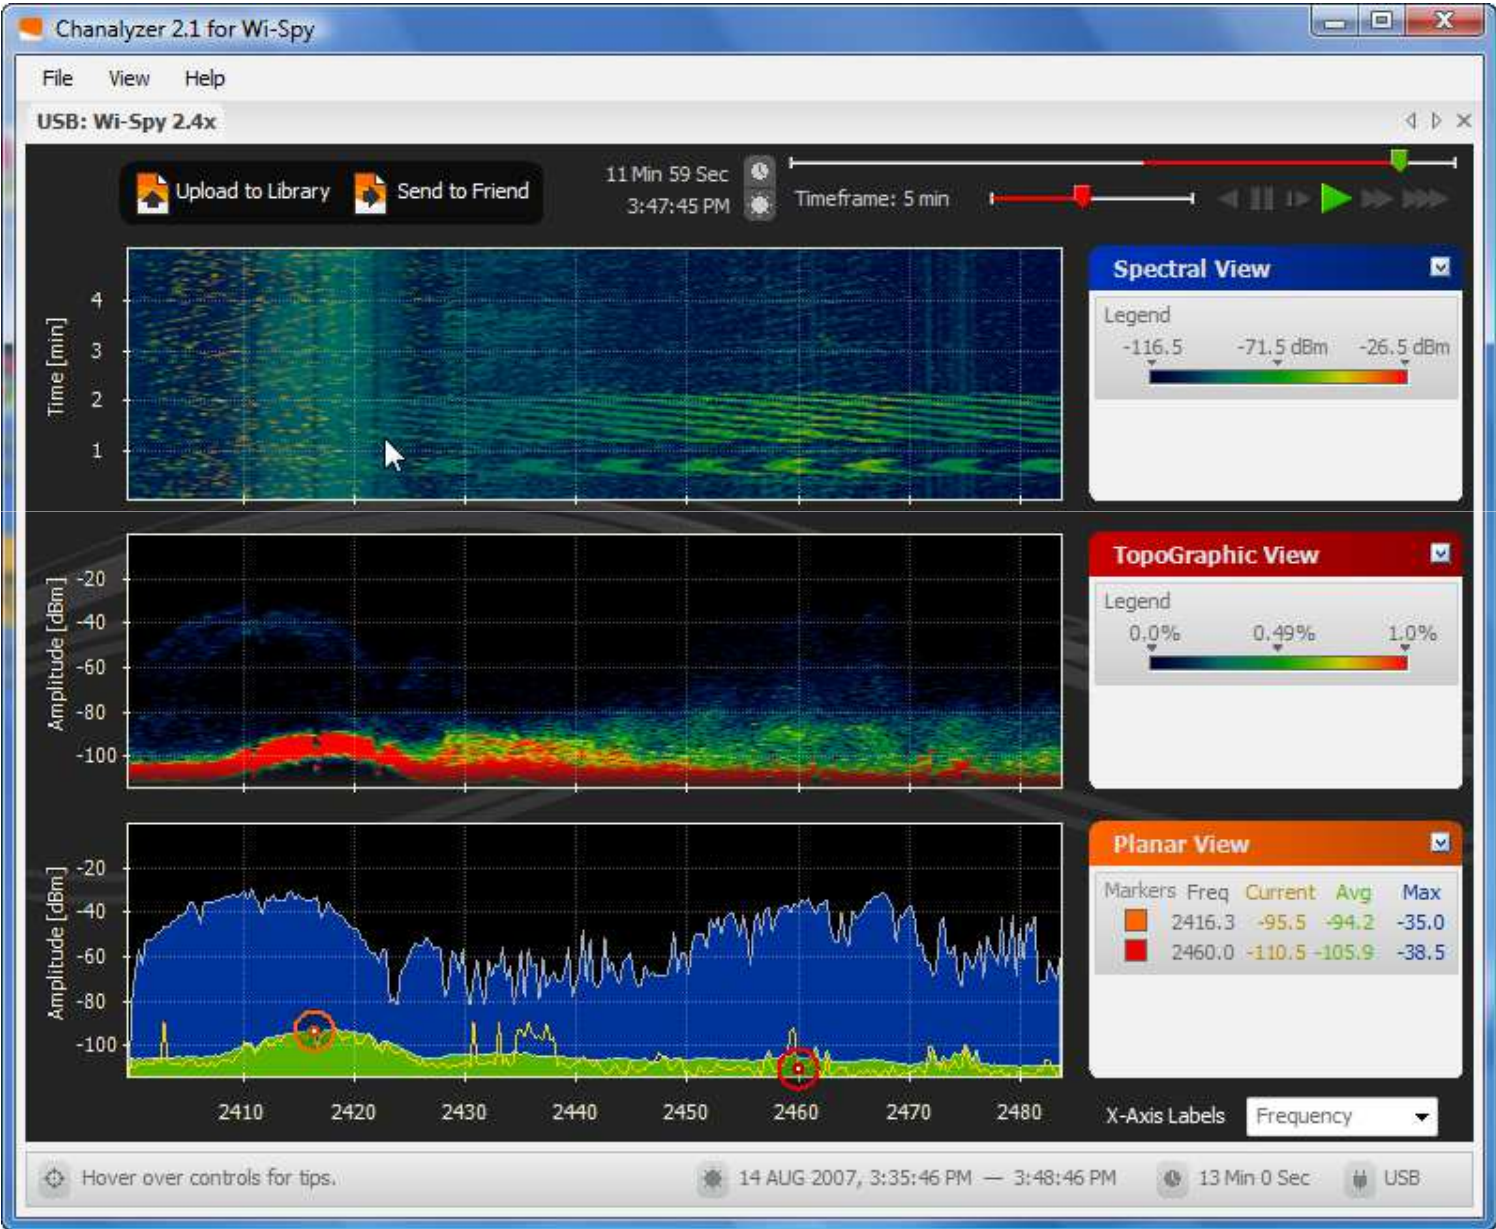 Chanalyzer 2.1 for Wi-Spy
File View Help
USB: Wi-Spy 2.4x
Upload to Library Send to Friend
11 Min 59 Sec
3:47:45 PM
Timeframe: 5 min
Time [min]
4
3
2
1
Spectral View
Legend
-116.5 -71.5 dBm -26.5 dBm
Amplitude [dBm]
-20
-40
-60
-80
-100
TopoGraphic View
Legend
0.0% 0.49% 1.0%
Amplitude [dBm]
-20
-40
-60
-80
-100
Planar View
Markers Freq Current Avg Max
2416.3 -95.5 -94.2 -35.0
2460.0 -110.5 -105.9 -38.5
2410 2420 2430 2440 2450 2460 2470 2480
X-Axis Labels Frequency
Hover over controls for tips. 14 AUG 2007, 3:35:46 PM — 3:48:46 PM 13 Min 0 Sec USB